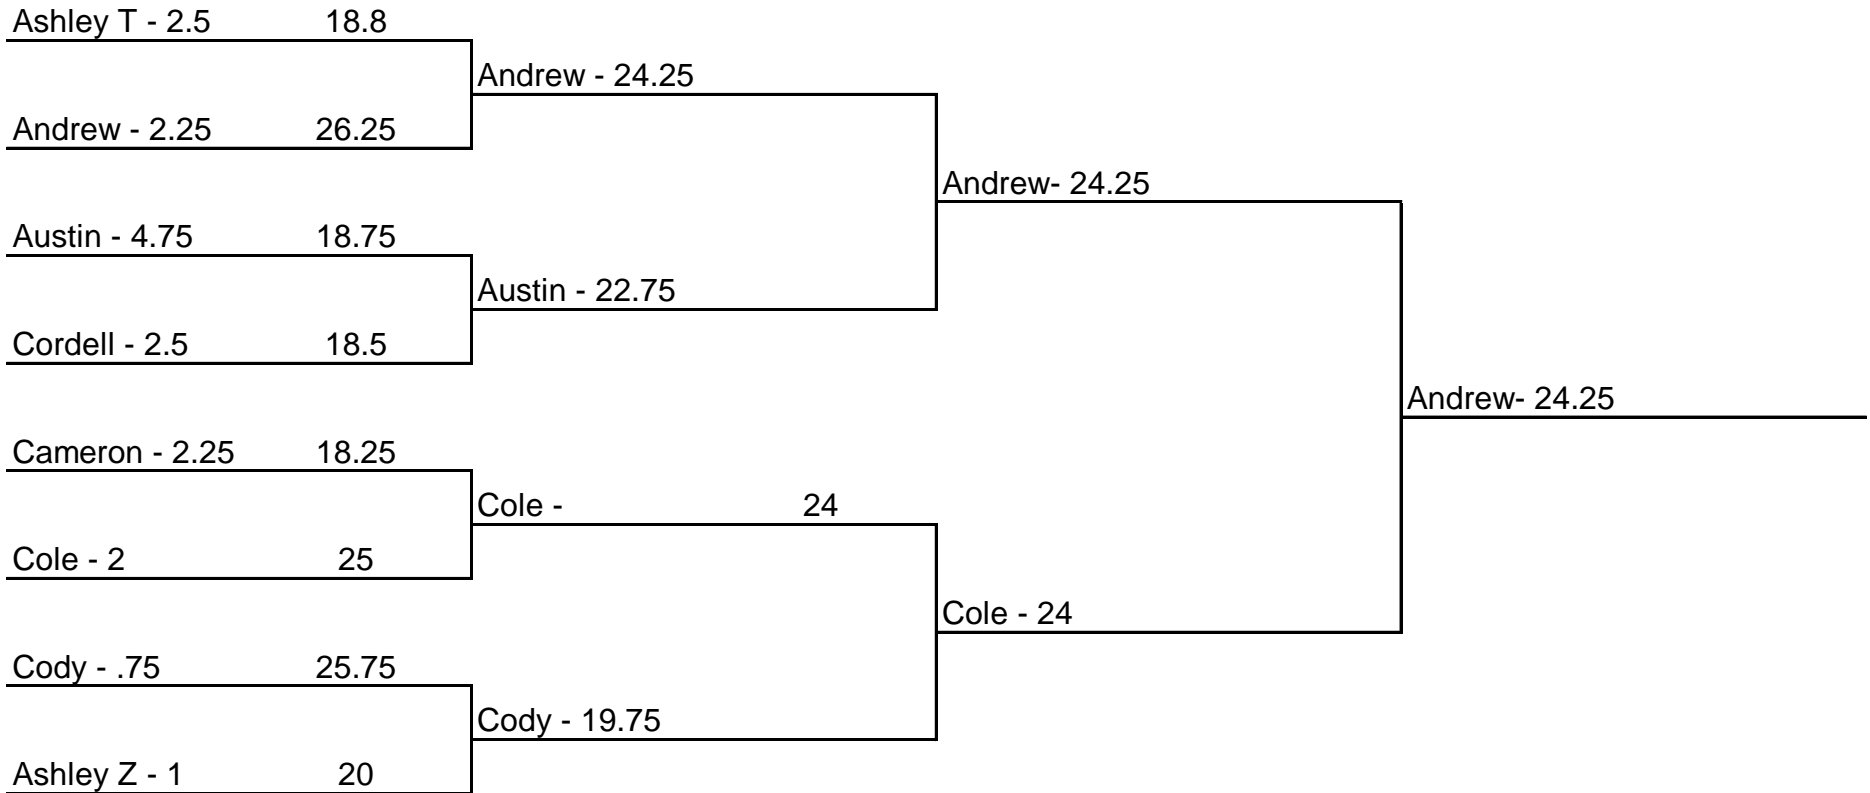 Ashley T - 2.5 18.8
Andrew - 24.25
Andrew - 2.25 26.25
Andrew- 24.25
Austin - 4.75 18.75
Austin - 22.75
Cordell - 2.5 18.5
Andrew- 24.25
Cameron - 2.25 18.25
Cole - 24
Cole - 2 25
Cole - 24
Cody - .75 25.75
Cody - 19.75
Ashley Z - 1 20